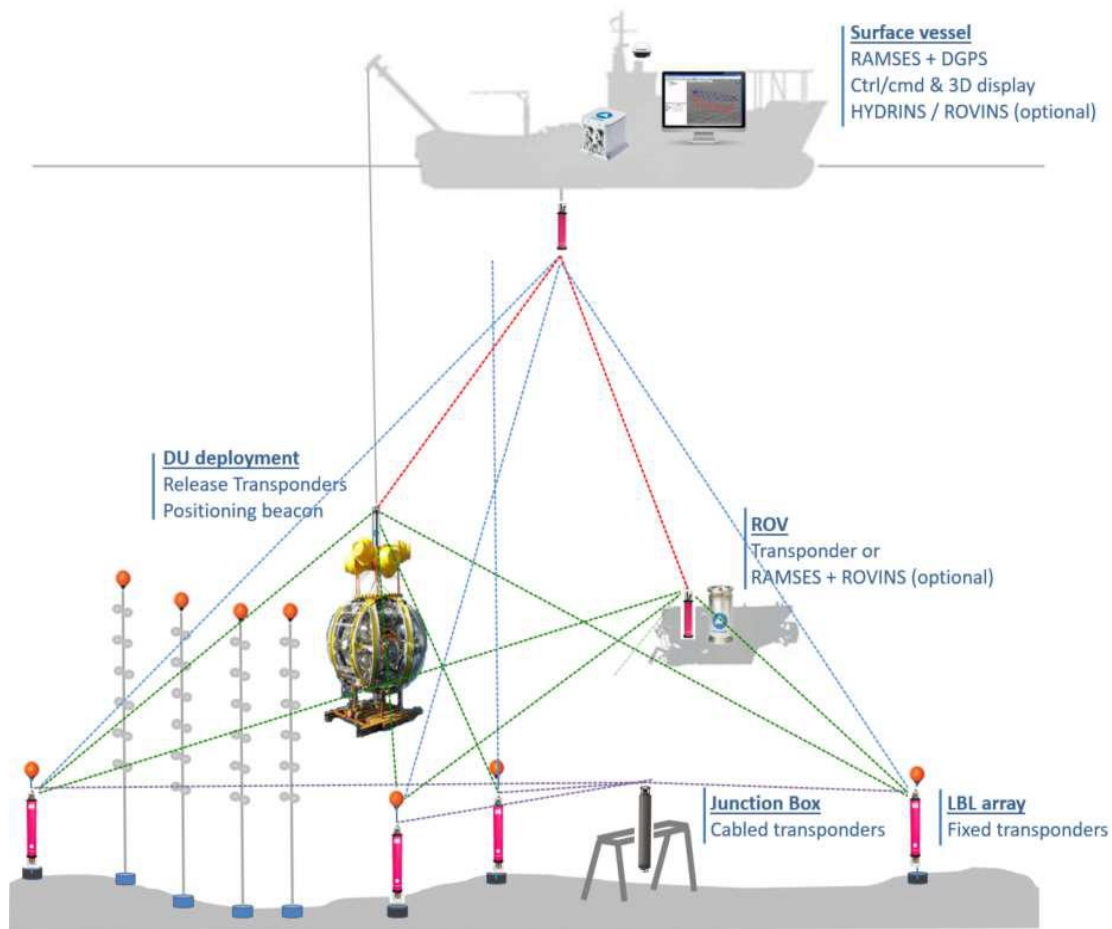 Surface vessel
RAMSES + DGPS
Ctrl/cmd & 3D display
HYDRINS / ROVINS (optional)
DU deployment
Release Transponders
Positioning beacon
ROV
Transponder or
RAMSES + ROVINS (optional)
Junction Box
Cabled transponders
LBL array
Fixed transponders